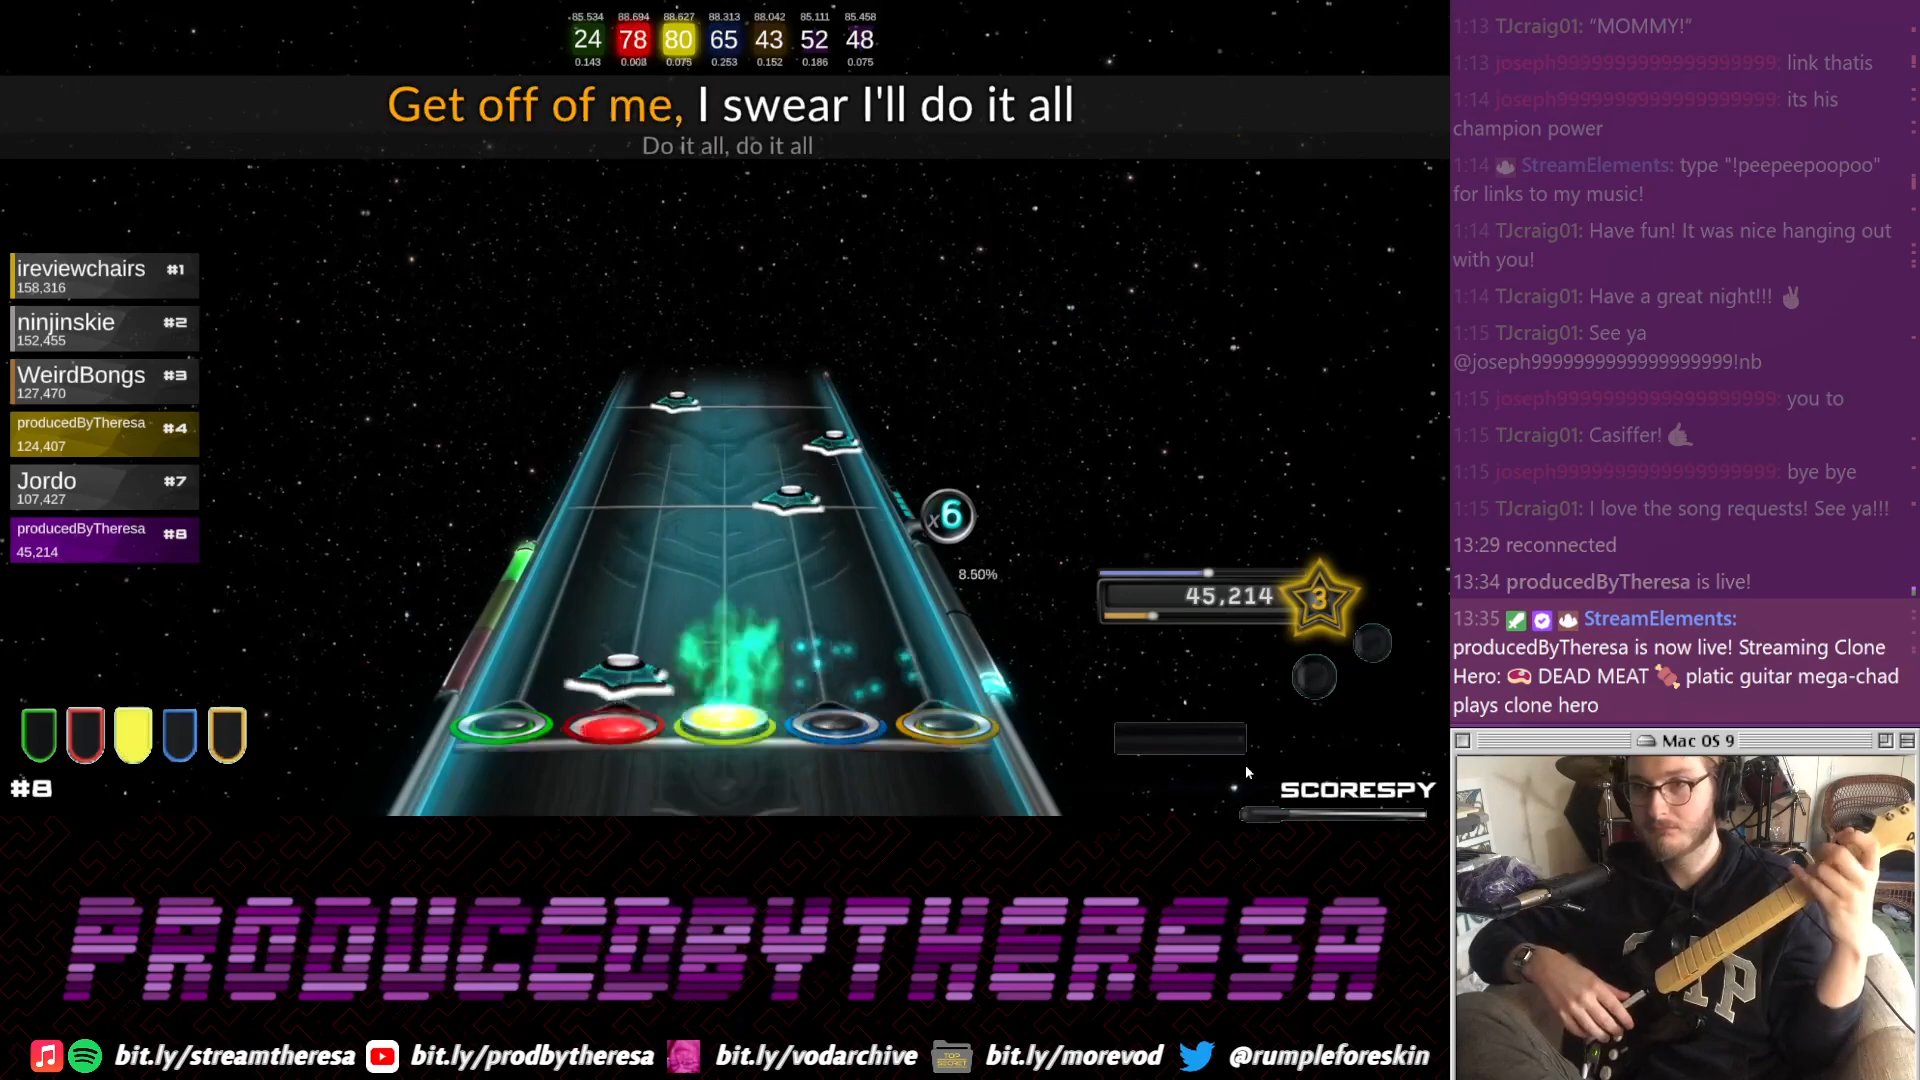 85.534 88.694 88.627 88.313 88.042 85.111 85.458
24 78 80 65 43 52 48
0.143 0.008 0.075 0.253 0.152 0.186 0.075
Get off of me, I swear I'll do it all
Do it all, do it all
ireviewchairs #1
158,316
ninjinskie #2
152,455
WeirdBongs #3
127,470
producedByTheresa #4
124,407
Jordo #7
107,427
producedByTheresa #8
45,214
#8
x6
8.50%
45,214
3
SCORESPY
1:13 TJcraig01: “MOMMY!”
1:13 joseph9999999999999999999: link thatis
1:14 joseph9999999999999999999: its his
champion power
1:14 StreamElements: type "!peepeepoopoo"
for links to my music!
1:14 TJcraig01: Have fun! It was nice hanging out
with you!
1:14 TJcraig01: Have a great night!!!
1:15 TJcraig01: See ya
@joseph9999999999999999999!nb
1:15 joseph9999999999999999999: you to
1:15 TJcraig01: Casiffer!
1:15 joseph9999999999999999999: bye bye
1:15 TJcraig01: I love the song requests! See ya!!!
13:29 reconnected
13:34 producedByTheresa is live!
13:35 StreamElements:
producedByTheresa is now live! Streaming Clone
Hero: DEAD MEAT platic guitar mega-chad
plays clone hero
Mac OS 9
PRODUCEDBYTHERESA
bit.ly/streamtheresa bit.ly/prodbytheresa bit.ly/vodarchive TOP SECRET bit.ly/morevod @rumpleforeskin